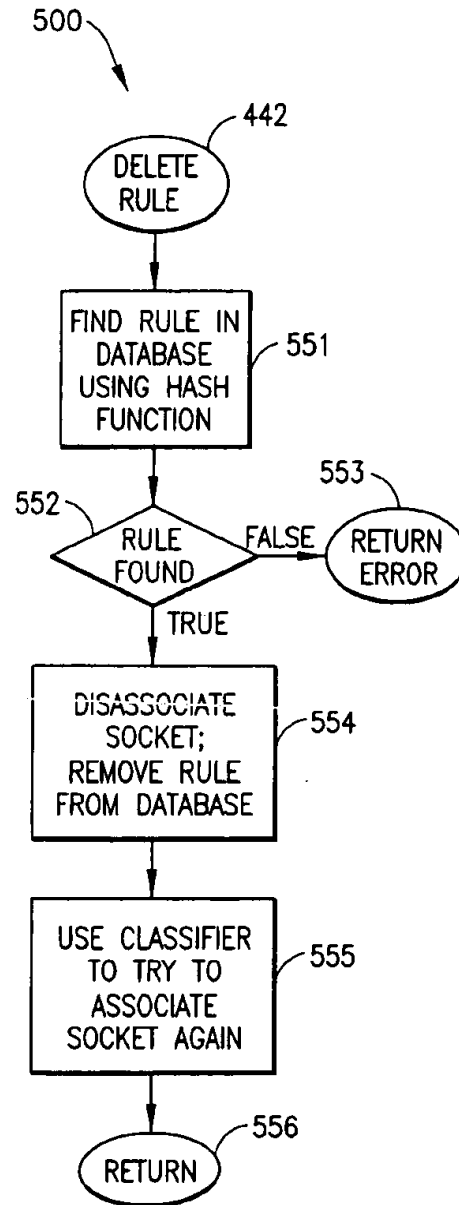 500
442
DELETE
RULE
FIND RULE IN
DATABASE
USING HASH
FUNCTION
551
552
RULE
FOUND
FALSE
553
RETURN
ERROR
TRUE
DISASSOCIATE
SOCKET;
REMOVE RULE
FROM DATABASE
554
USE CLASSIFIER
TO TRY TO
ASSOCIATE
SOCKET AGAIN
555
RETURN
556